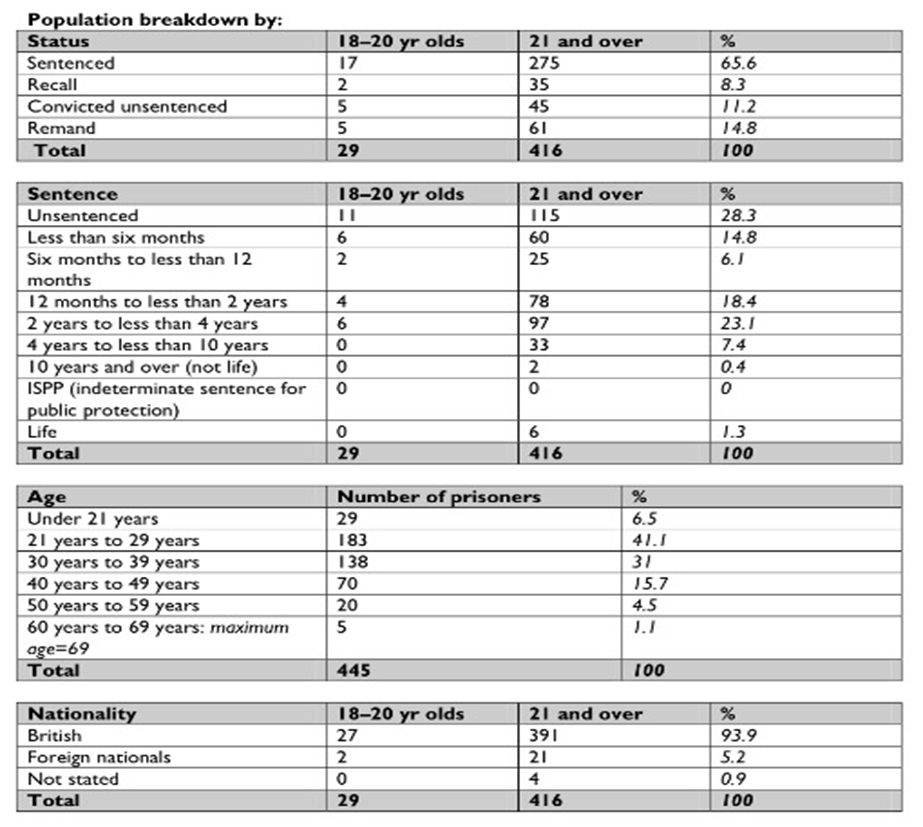 Population breakdown by:
Status 18–20 yr olds 21 and over %
Sentenced 17 275 65.6
Recall 2 35 8.3
Convicted unsentenced 5 45 11.2
Remand 5 61 14.8
Total 29 416 100
Sentence 18–20 yr olds 21 and over %
Unsentenced 11 115 28.3
Less than six months 6 60 14.8
Six months to less than 12 2 25 6.1
months
12 months to less than 2 years 4 78 18.4
2 years to less than 4 years 6 97 23.1
4 years to less than 10 years 0 33 7.4
10 years and over (not life) 0 2 0.4
ISPP (indeterminate sentence for 0 0 0
public protection)
Life 0 6 1.3
Total 29 416 100
Age Number of prisoners %
Under 21 years 29 6.5
21 years to 29 years 183 41.1
30 years to 39 years 138 31
40 years to 49 years 70 15.7
50 years to 59 years 20 4.5
60 years to 69 years: maximum 5 1.1
age=69
Total 445 100
Nationality 18–20 yr olds 21 and over %
British 27 391 93.9
Foreign nationals 2 21 5.2
Not stated 0 4 0.9
Total 29 416 100